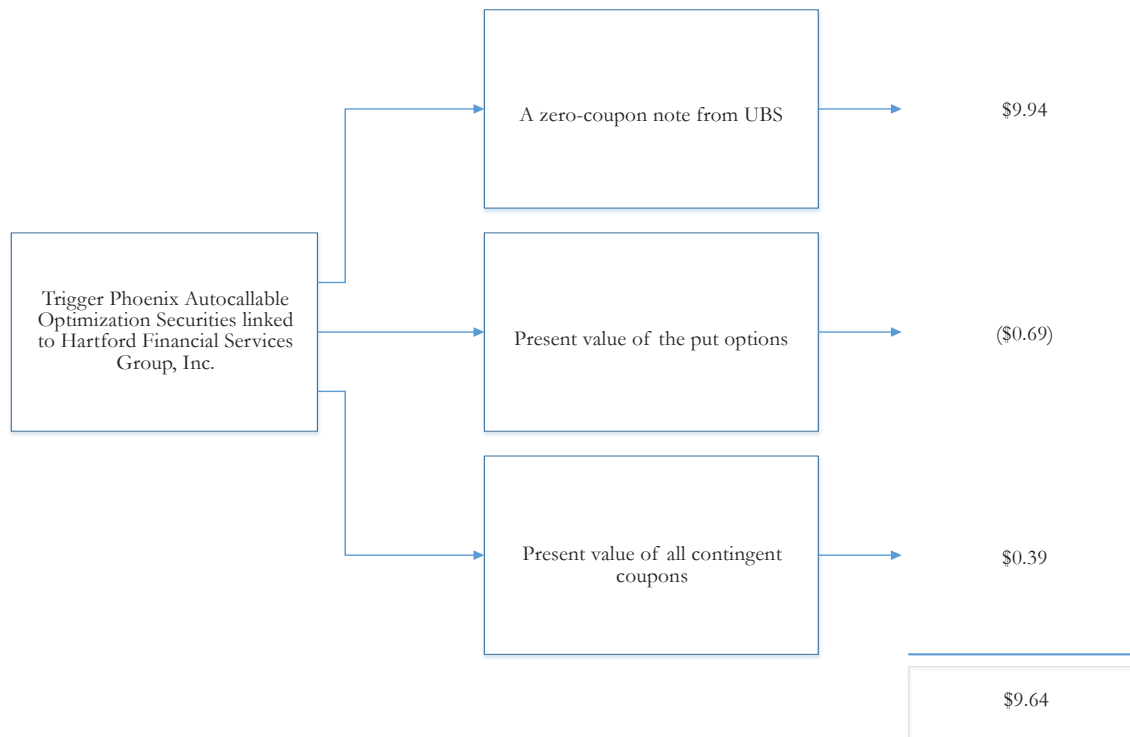 A zero-coupon note from UBS
$9.94
Trigger Phoenix Autocallable
Optimization Securities linked
to Hartford Financial Services
Group, Inc.
Present value of the put options
($0.69)
Present value of all contingent
coupons
$0.39
$9.64